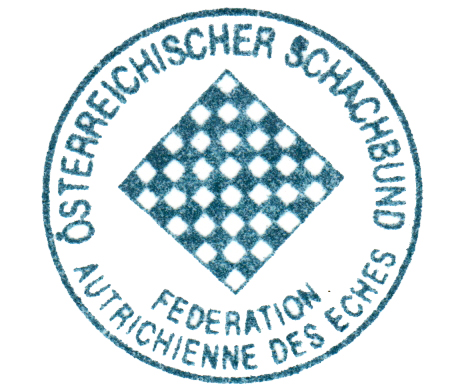 ÖSTERREICHISCHER SCHACHBUND
FEDERATION
AUTRICHIENNE DES ECHES